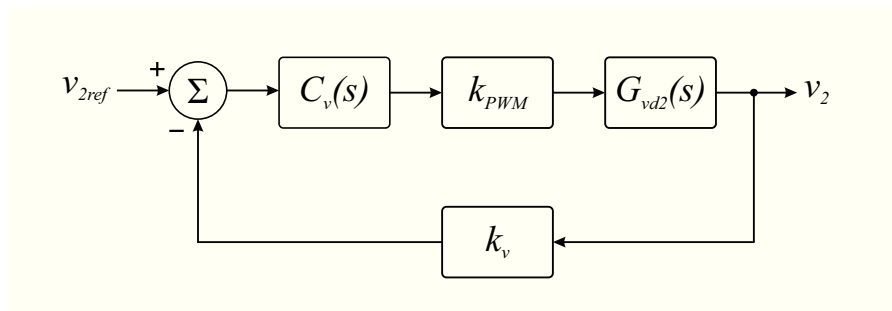 v2ref
+
Σ
−
Cv(s)
kPWM
Gvd2(s)
v2
kv